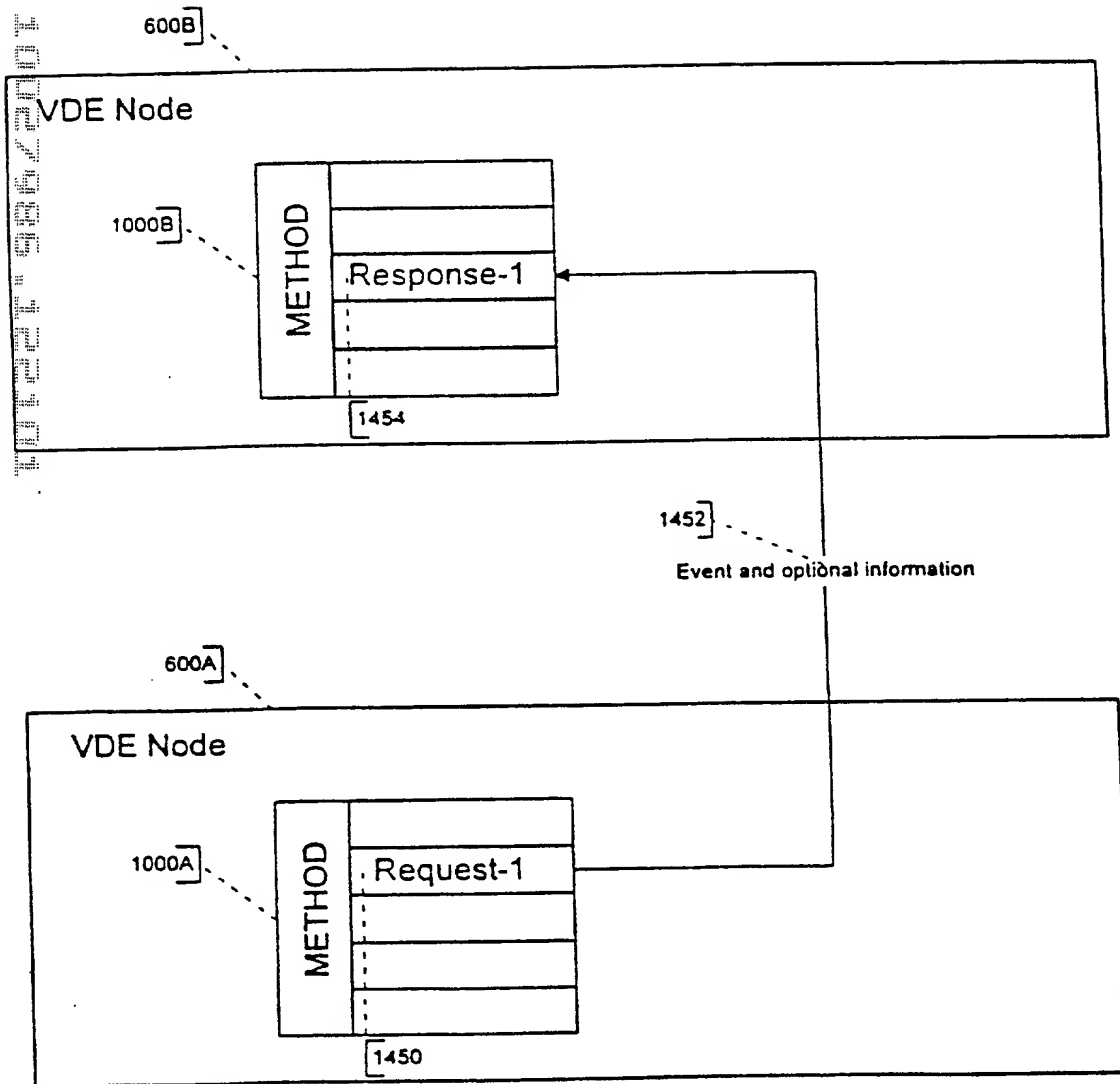 600B
VDE Node
1000B
METHOD
Response-1
1454
1452
Event and optional information
600A
VDE Node
1000A
METHOD
Request-1
1450